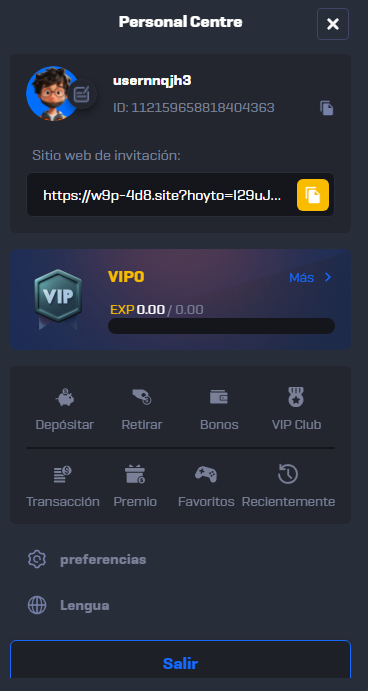 Personal Centre
usernnqjh3
ID: 112159658818404363
Sitio web de invitación:
https://w9p-4d8.site?hoyto=I29uJ...
VIP
VIP0
Más
EXP 0.00 / 0.00
Depósitar Retirar Bonos VIP Club
Transacción Premio Favoritos Recientemente
preferencias
Lengua
Salir